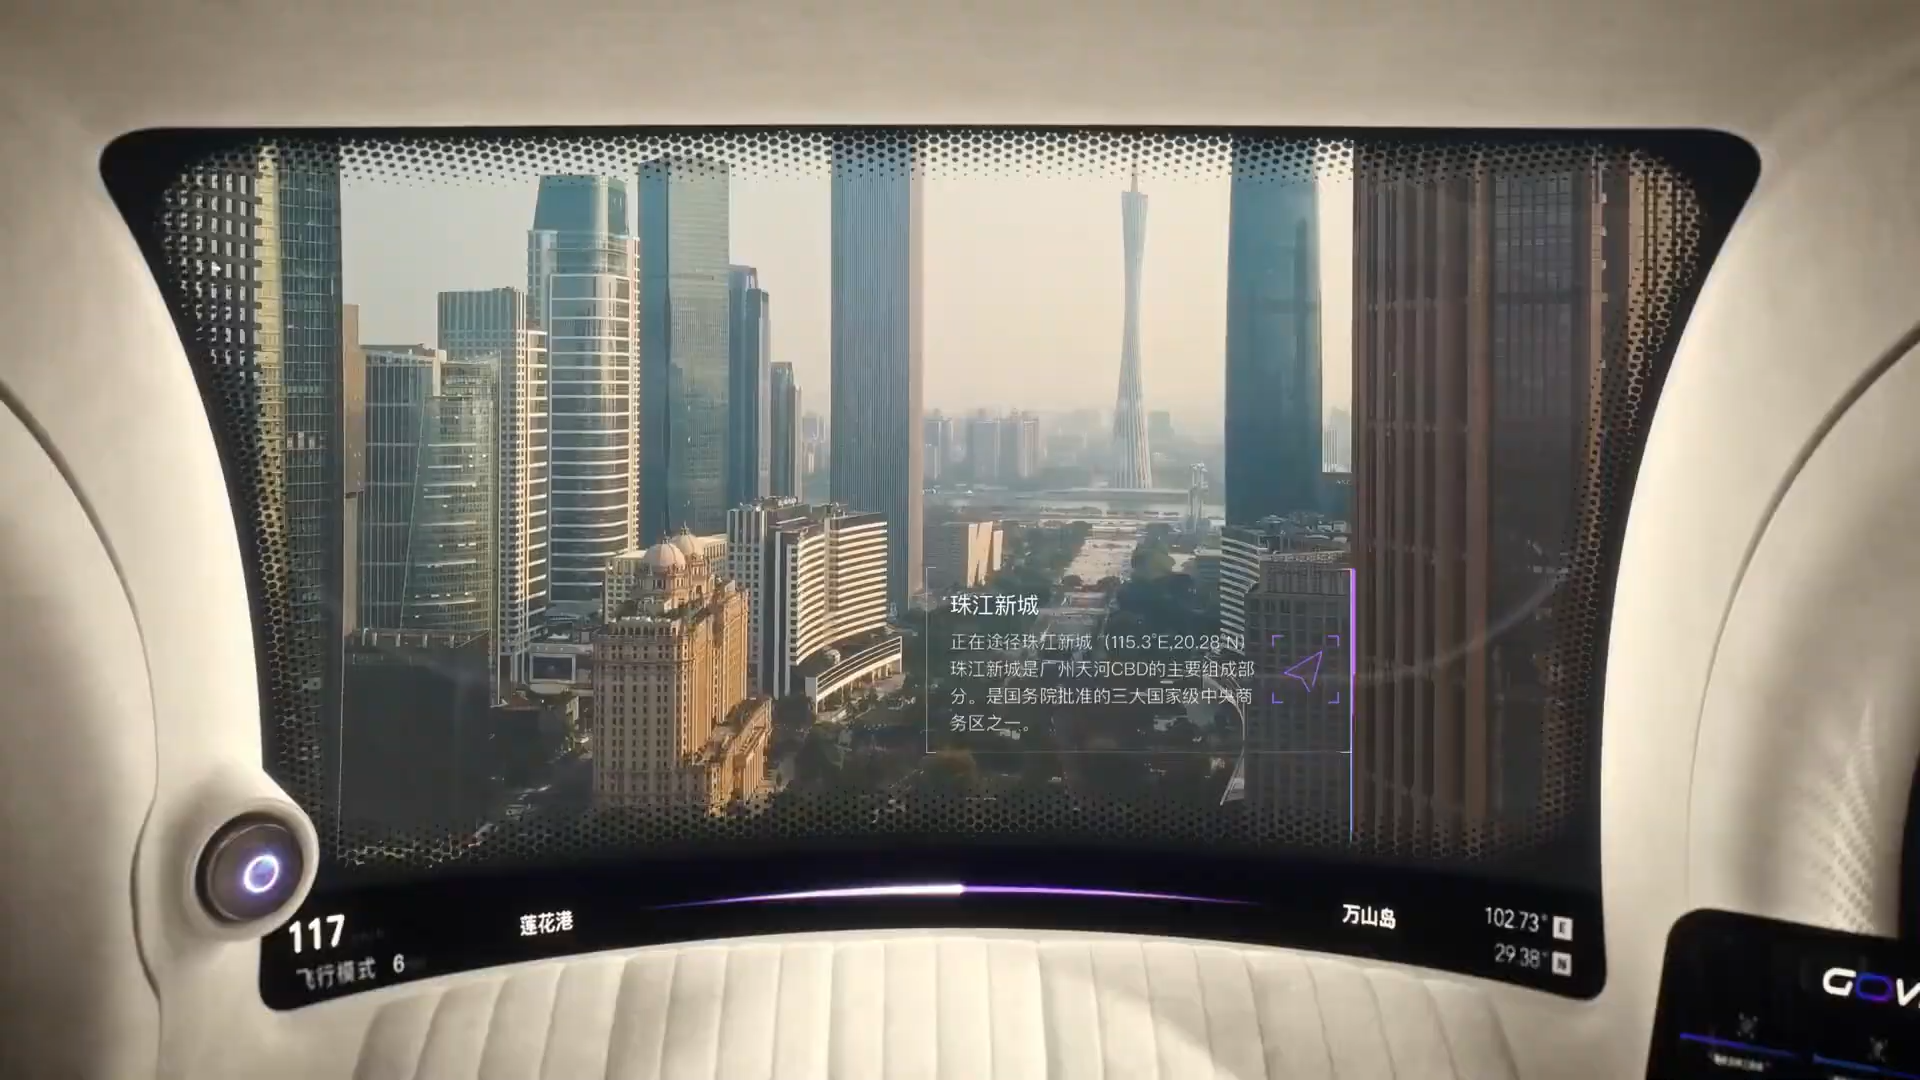 珠江新城
正在途径珠江新城（115.3°E,20.28°N）
珠江新城是广州天河CBD的主要组成部
分。是国务院批准的三大国家级中央商
务区之一。
117
飞行模式 6
莲花港
万山岛
102.73° E
29.38° N
GOV